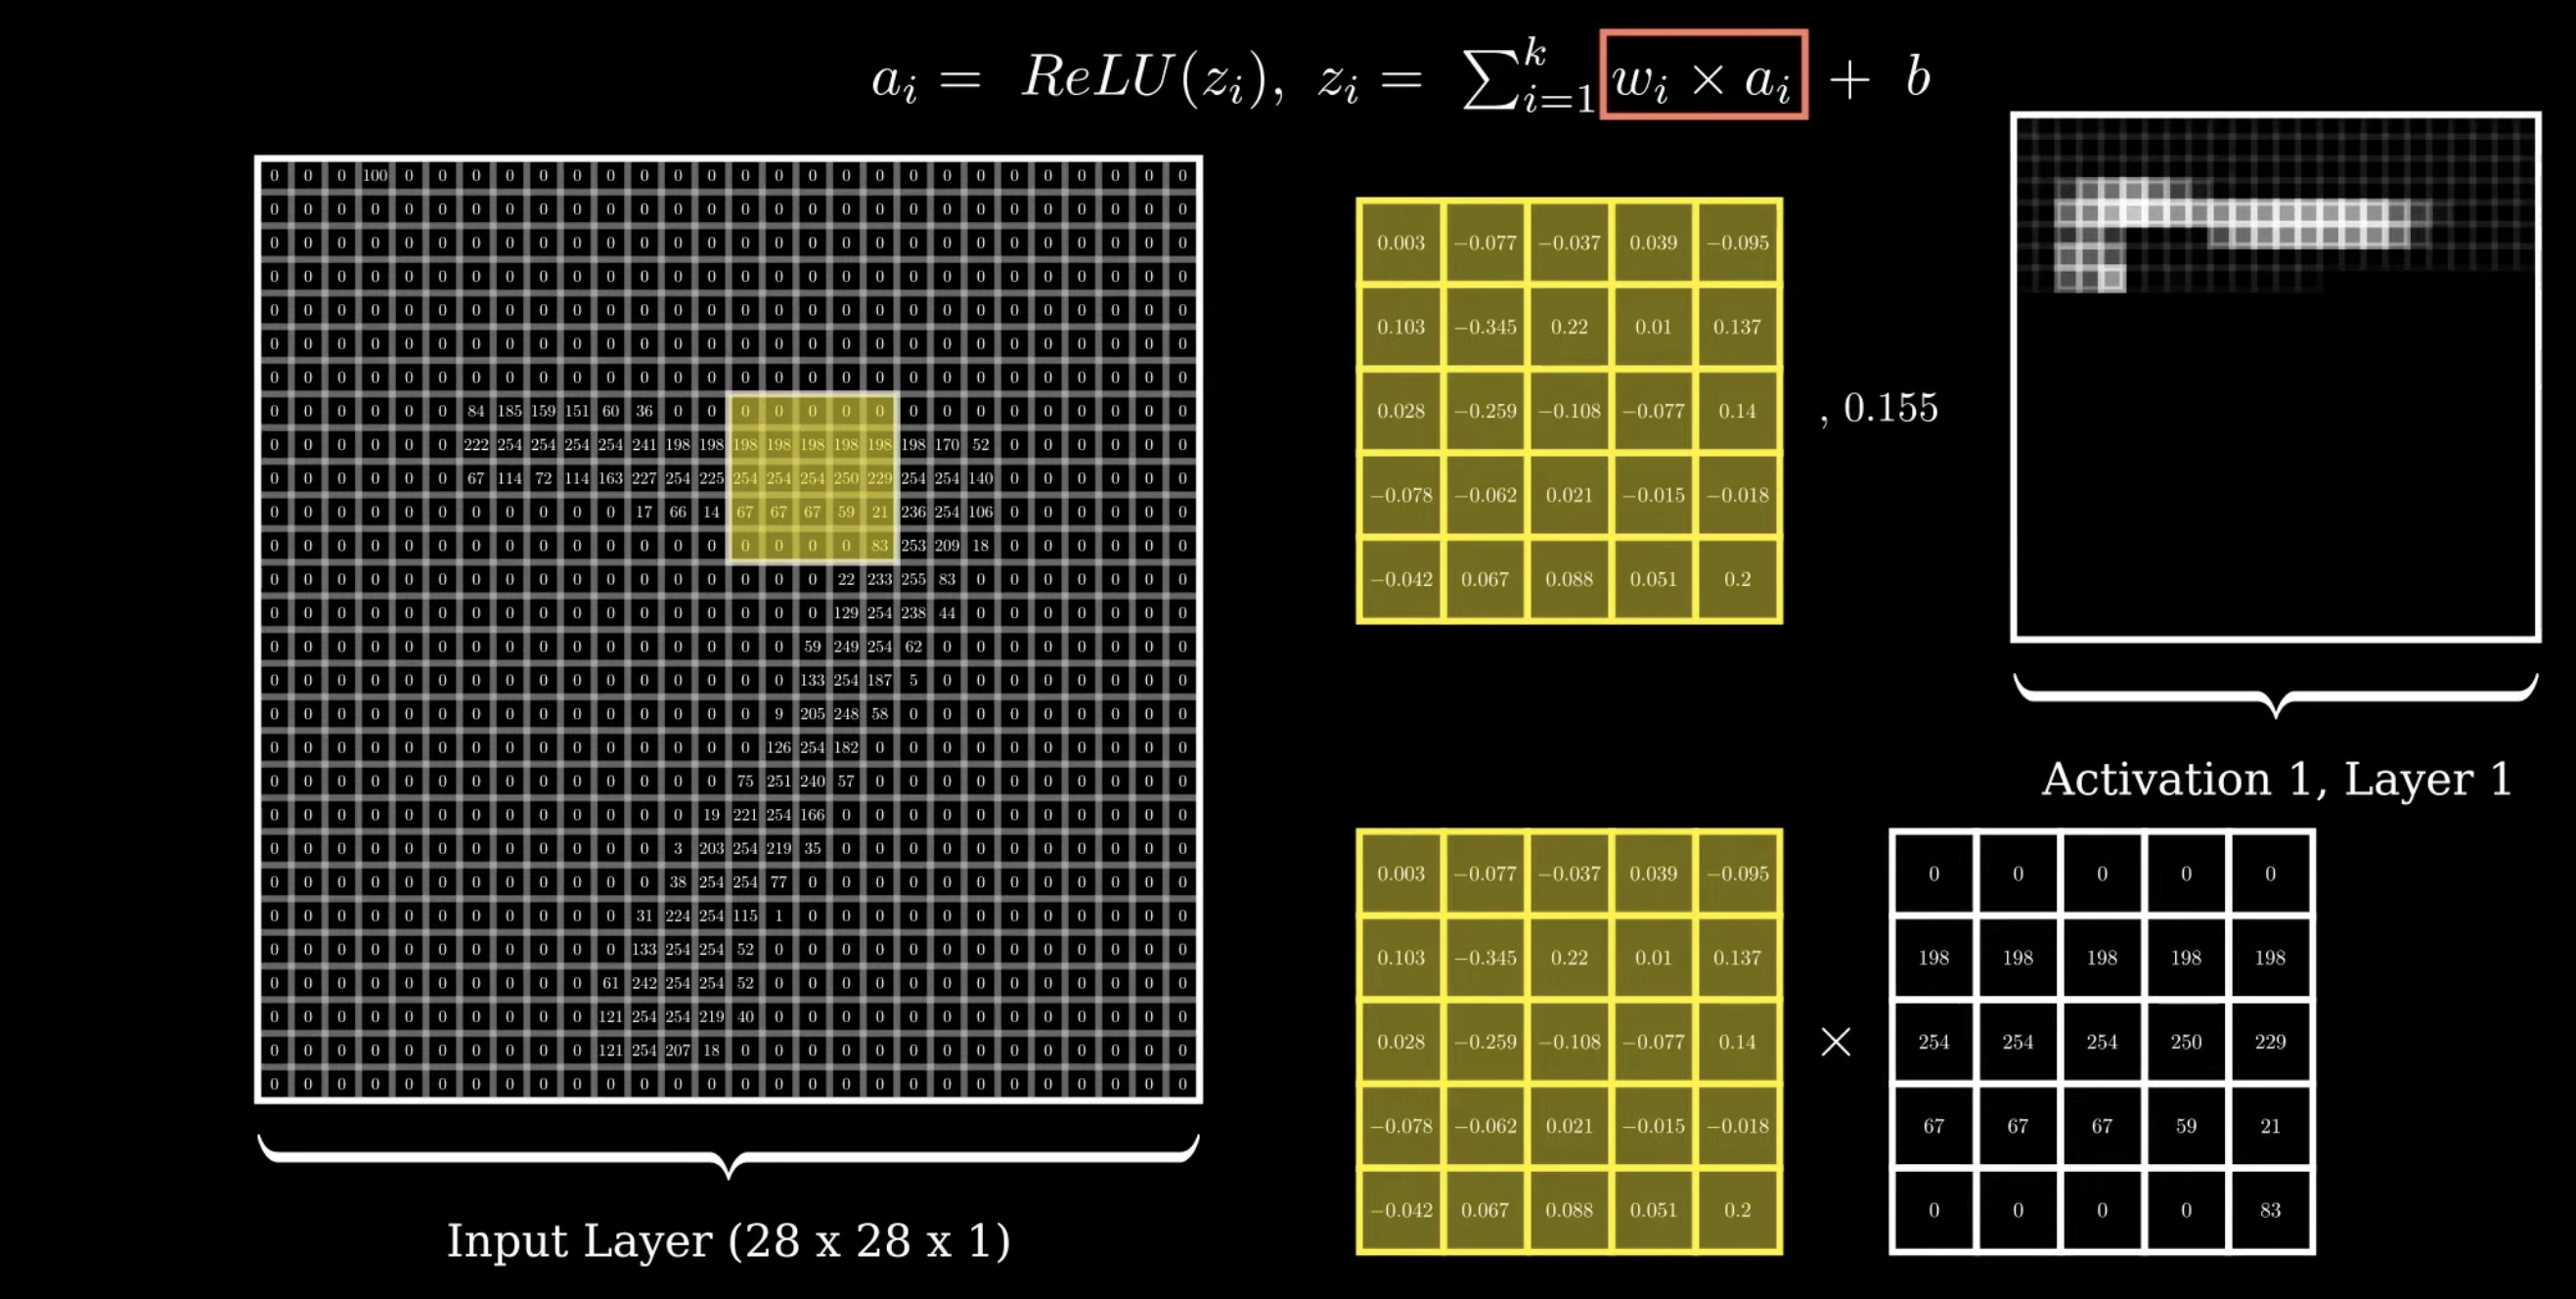 a_i = ReLU(z_i), z_i = ∑_{i=1}^{k} w_i × a_i + b
0 0 0 100 0 0 0 0 0 0 0 0 0 0 0 0 0 0 0 0 0 0 0 0 0 0 0 0
0 0 0 0 0 0 0 0 0 0 0 0 0 0 0 0 0 0 0 0 0 0 0 0 0 0 0 0
0 0 0 0 0 0 0 0 0 0 0 0 0 0 0 0 0 0 0 0 0 0 0 0 0 0 0 0
0 0 0 0 0 0 0 0 0 0 0 0 0 0 0 0 0 0 0 0 0 0 0 0 0 0 0 0
0 0 0 0 0 0 0 0 0 0 0 0 0 0 0 0 0 0 0 0 0 0 0 0 0 0 0 0
0 0 0 0 0 0 0 0 0 0 0 0 0 0 0 0 0 0 0 0 0 0 0 0 0 0 0 0
0 0 0 0 0 0 0 0 0 0 0 0 0 0 0 0 0 0 0 0 0 0 0 0 0 0 0 0
0 0 0 0 0 0 84 185 159 151 60 36 0 0 0 0 0 0 0 0 0 0 0 0 0 0 0 0
0 0 0 0 0 0 222 254 254 254 254 241 198 198 198 198 198 198 198 198 170 52 0 0 0 0 0 0
0 0 0 0 0 0 67 114 72 114 163 227 254 225 254 254 254 250 229 254 254 140 0 0 0 0 0 0
0 0 0 0 0 0 0 0 0 0 0 17 66 14 67 67 67 59 21 236 254 106 0 0 0 0 0 0
0 0 0 0 0 0 0 0 0 0 0 0 0 0 0 0 0 0 83 253 209 18 0 0 0 0 0 0
0 0 0 0 0 0 0 0 0 0 0 0 0 0 0 0 0 22 233 255 83 0 0 0 0 0 0 0
0 0 0 0 0 0 0 0 0 0 0 0 0 0 0 0 0 129 254 238 44 0 0 0 0 0 0 0
0 0 0 0 0 0 0 0 0 0 0 0 0 0 0 0 59 249 254 62 0 0 0 0 0 0 0 0
0 0 0 0 0 0 0 0 0 0 0 0 0 0 0 0 133 254 187 5 0 0 0 0 0 0 0 0
0 0 0 0 0 0 0 0 0 0 0 0 0 0 0 9 205 248 58 0 0 0 0 0 0 0 0 0
0 0 0 0 0 0 0 0 0 0 0 0 0 0 0 126 254 182 0 0 0 0 0 0 0 0 0 0
0 0 0 0 0 0 0 0 0 0 0 0 0 0 75 251 240 57 0 0 0 0 0 0 0 0 0 0
0 0 0 0 0 0 0 0 0 0 0 0 0 19 221 254 166 0 0 0 0 0 0 0 0 0 0 0
0 0 0 0 0 0 0 0 0 0 0 0 3 203 254 219 35 0 0 0 0 0 0 0 0 0 0 0
0 0 0 0 0 0 0 0 0 0 0 0 38 254 254 77 0 0 0 0 0 0 0 0 0 0 0 0
0 0 0 0 0 0 0 0 0 0 0 31 224 254 115 1 0 0 0 0 0 0 0 0 0 0 0 0
0 0 0 0 0 0 0 0 0 0 0 133 254 254 52 0 0 0 0 0 0 0 0 0 0 0 0 0
0 0 0 0 0 0 0 0 0 0 61 242 254 254 52 0 0 0 0 0 0 0 0 0 0 0 0 0
0 0 0 0 0 0 0 0 0 0 121 254 254 219 40 0 0 0 0 0 0 0 0 0 0 0 0 0
0 0 0 0 0 0 0 0 0 0 121 254 207 18 0 0 0 0 0 0 0 0 0 0 0 0 0 0
0 0 0 0 0 0 0 0 0 0 0 0 0 0 0 0 0 0 0 0 0 0 0 0 0 0 0 0
Input Layer (28 x 28 x 1)
0.003 −0.077 −0.037 0.039 −0.095
0.103 −0.345 0.22 0.01 0.137
0.028 −0.259 −0.108 −0.077 0.14
−0.078 −0.062 0.021 −0.015 −0.018
−0.042 0.067 0.088 0.051 0.2
, 0.155
Activation 1, Layer 1
0.003 −0.077 −0.037 0.039 −0.095
0.103 −0.345 0.22 0.01 0.137
0.028 −0.259 −0.108 −0.077 0.14
−0.078 −0.062 0.021 −0.015 −0.018
−0.042 0.067 0.088 0.051 0.2
×
0 0 0 0 0
198 198 198 198 198
254 254 254 250 229
67 67 67 59 21
0 0 0 0 83